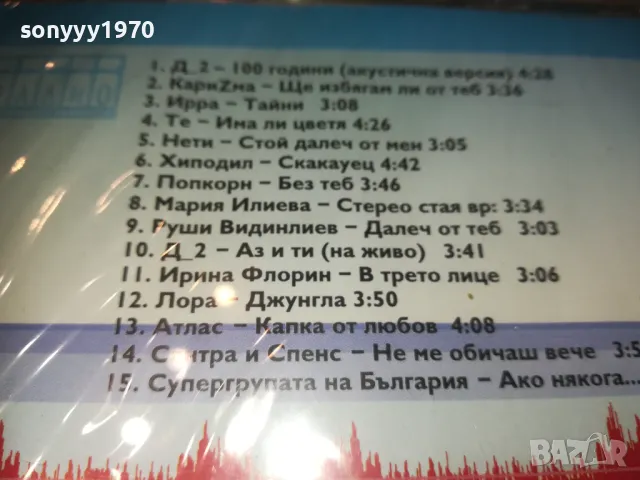 sonyyy1970
1. Д_2 – 100 години (акустична версия) 4:28
2. КариZма – Ще избягам ли от теб 3:36
3. Ирра – Тайни 3:08
4. Те – Има ли цветя 4:26
5. Нети – Стой далеч от мен 3:05
6. Хиподил – Скакауец 4:42
7. Попкорн – Без теб 3:46
8. Мария Илиева – Стерео стая вр: 3:34
9. Руши Видинлиев – Далеч от теб 3:03
10. Д_2 – Аз и ти (на живо) 3:41
11. Ирина Флорин – В трето лице 3:06
12. Лора – Джунгла 3:50
13. Атлас – Капка от любов 4:08
14. Сантра и Спенс – Не ме обичаш вече 3:5
15. Супергрупата на България – Ако някога...
BAZAR